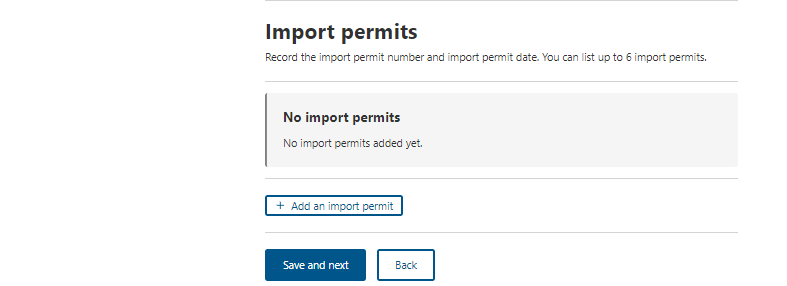 Import permits
Record the import permit number and import permit date. You can list up to 6 import permits.
No import permits
No import permits added yet.
+ Add an import permit
Save and next
Back